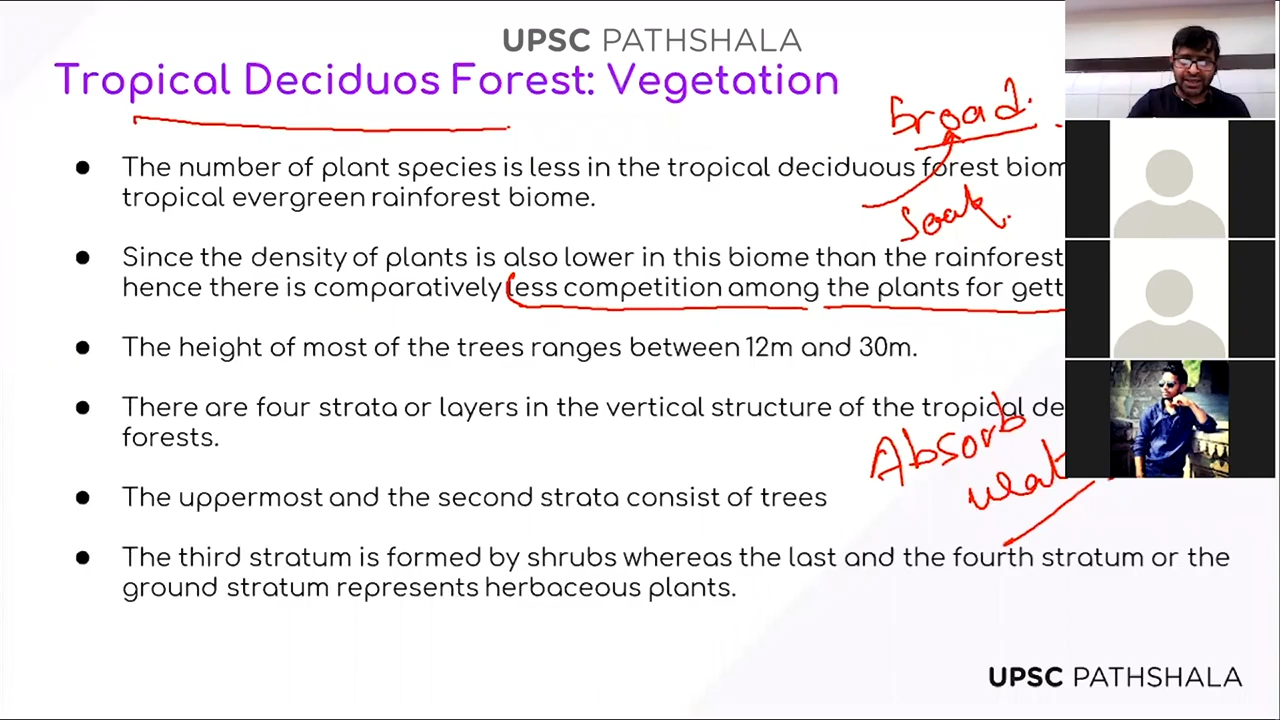 UPSC PATHSHALA
Tropical Deciduos Forest: Vegetation
broad.
● The number of plant species is less in the tropical deciduous forest biom
tropical evergreen rainforest biome.
Soak.
● Since the density of plants is also lower in this biome than the rainforest
hence there is comparatively less competition among the plants for gett
● The height of most of the trees ranges between 12m and 30m.
● There are four strata or layers in the vertical structure of the tropical de
forests.
Absorb
● The uppermost and the second strata consist of trees
● The third stratum is formed by shrubs whereas the last and the fourth stratum or the
ground stratum represents herbaceous plants.
UPSC PATHSHALA